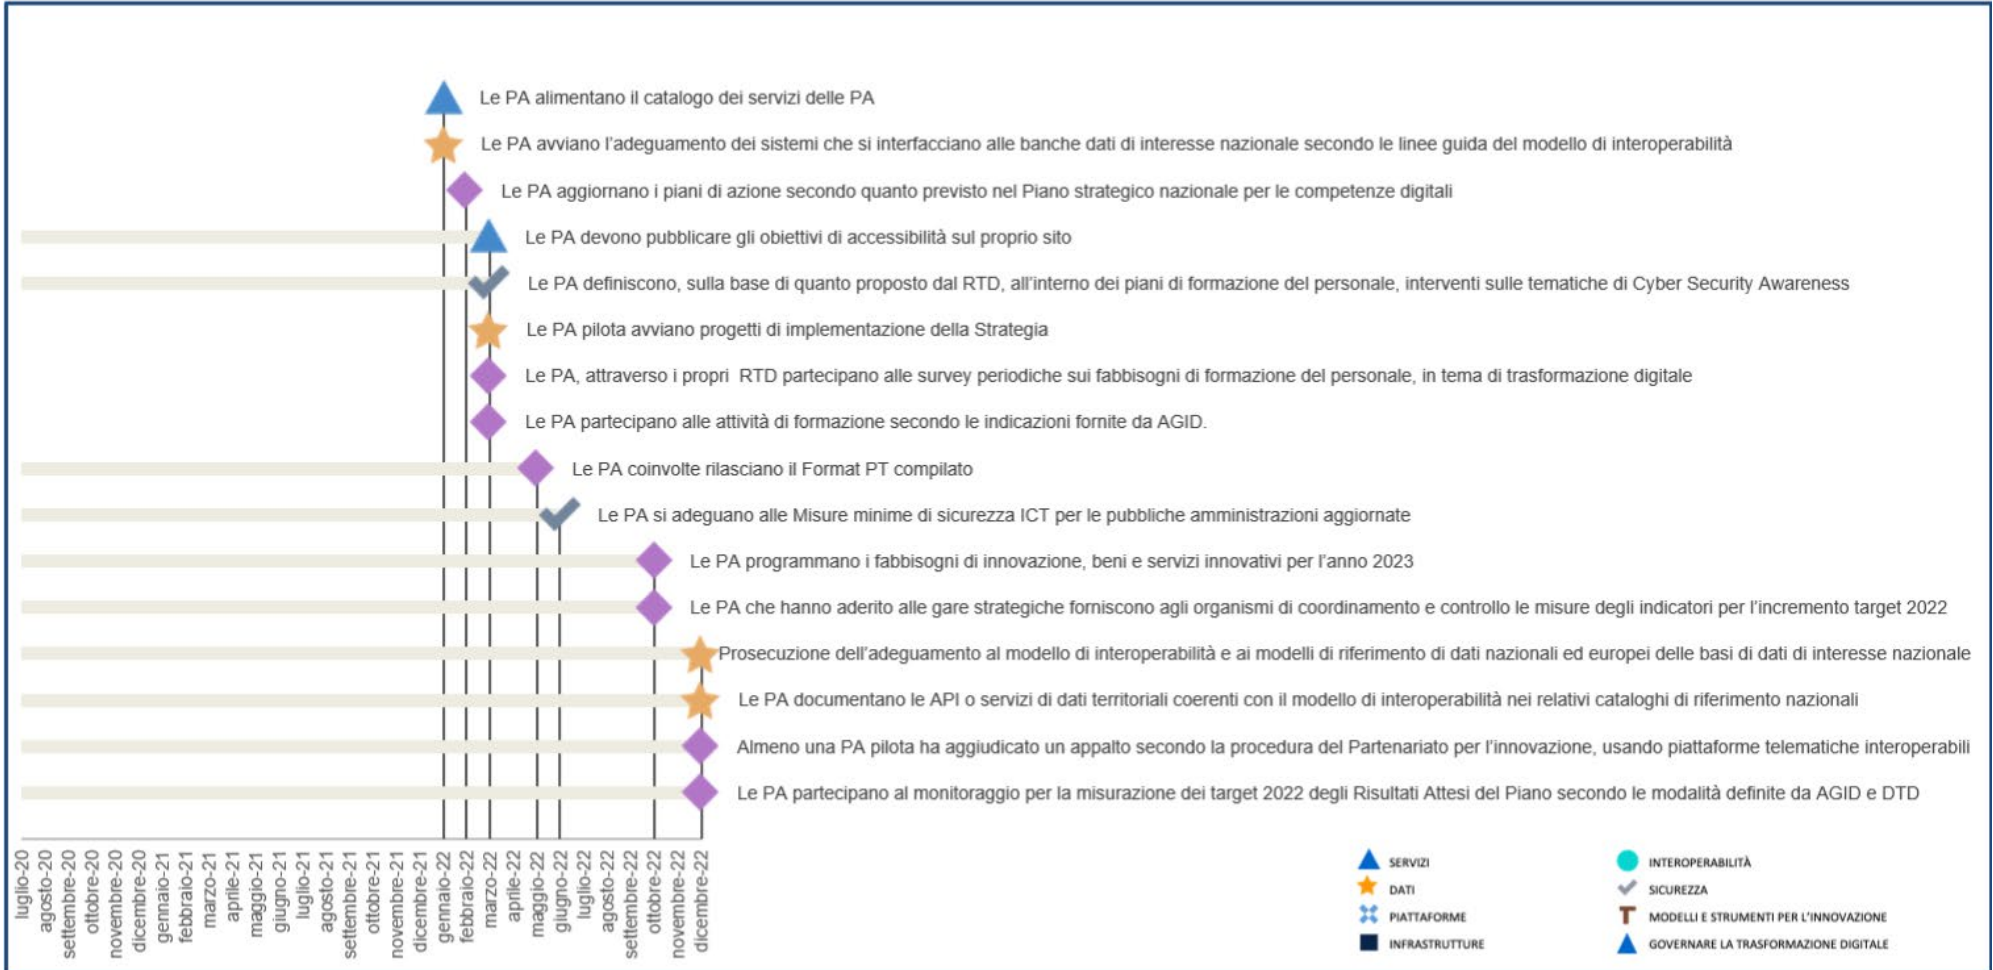 Le PA alimentano il catalogo dei servizi delle PA
Le PA avviano l'adeguamento dei sistemi che si interfacciano alle banche dati di interesse nazionale secondo le linee guida del modello di interoperabilità
Le PA aggiornano i piani di azione secondo quanto previsto nel Piano strategico nazionale per le competenze digitali
Le PA devono pubblicare gli obiettivi di accessibilità sul proprio sito
Le PA definiscono, sulla base di quanto proposto dal RTD, all'interno dei piani di formazione del personale, interventi sulle tematiche di Cyber Security Awareness
Le PA pilota avviano progetti di implementazione della Strategia
Le PA, attraverso i propri RTD partecipano alle survey periodiche sui fabbisogni di formazione del personale, in tema di trasformazione digitale
Le PA partecipano alle attività di formazione secondo le indicazioni fornite da AGID.
Le PA coinvolte rilasciano il Format PT compilato
Le PA si adeguano alle Misure minime di sicurezza ICT per le pubbliche amministrazioni aggiornate
Le PA programmano i fabbisogni di innovazione, beni e servizi innovativi per l'anno 2023
Le PA che hanno aderito alle gare strategiche forniscono agli organismi di coordinamento e controllo le misure degli indicatori per l'incremento target 2022
Prosecuzione dell'adeguamento al modello di interoperabilità e ai modelli di riferimento di dati nazionali ed europei delle basi di dati di interesse nazionale
Le PA documentano le API o servizi di dati territoriali coerenti con il modello di interoperabilità nei relativi cataloghi di riferimento nazionali
Almeno una PA pilota ha aggiudicato un appalto secondo la procedura del Partenariato per l'innovazione, usando piattaforme telematiche interoperabili
Le PA partecipano al monitoraggio per la misurazione dei target 2022 degli Risultati Attesi del Piano secondo le modalità definite da AGID e DTD
luglio-20
agosto-20
settembre-20
ottobre-20
novembre-20
dicembre-20
gennaio-21
febbraio-21
marzo-21
aprile-21
maggio-21
giugno-21
luglio-21
agosto-21
settembre-21
ottobre-21
novembre-21
dicembre-21
gennaio-22
febbraio-22
marzo-22
aprile-22
maggio-22
giugno-22
luglio-22
agosto-22
settembre-22
ottobre-22
novembre-22
dicembre-22
SERVIZI
DATI
PIATTAFORME
INFRASTRUTTURE
INTEROPERABILITÀ
SICUREZZA
MODELLI E STRUMENTI PER L'INNOVAZIONE
GOVERNARE LA TRASFORMAZIONE DIGITALE